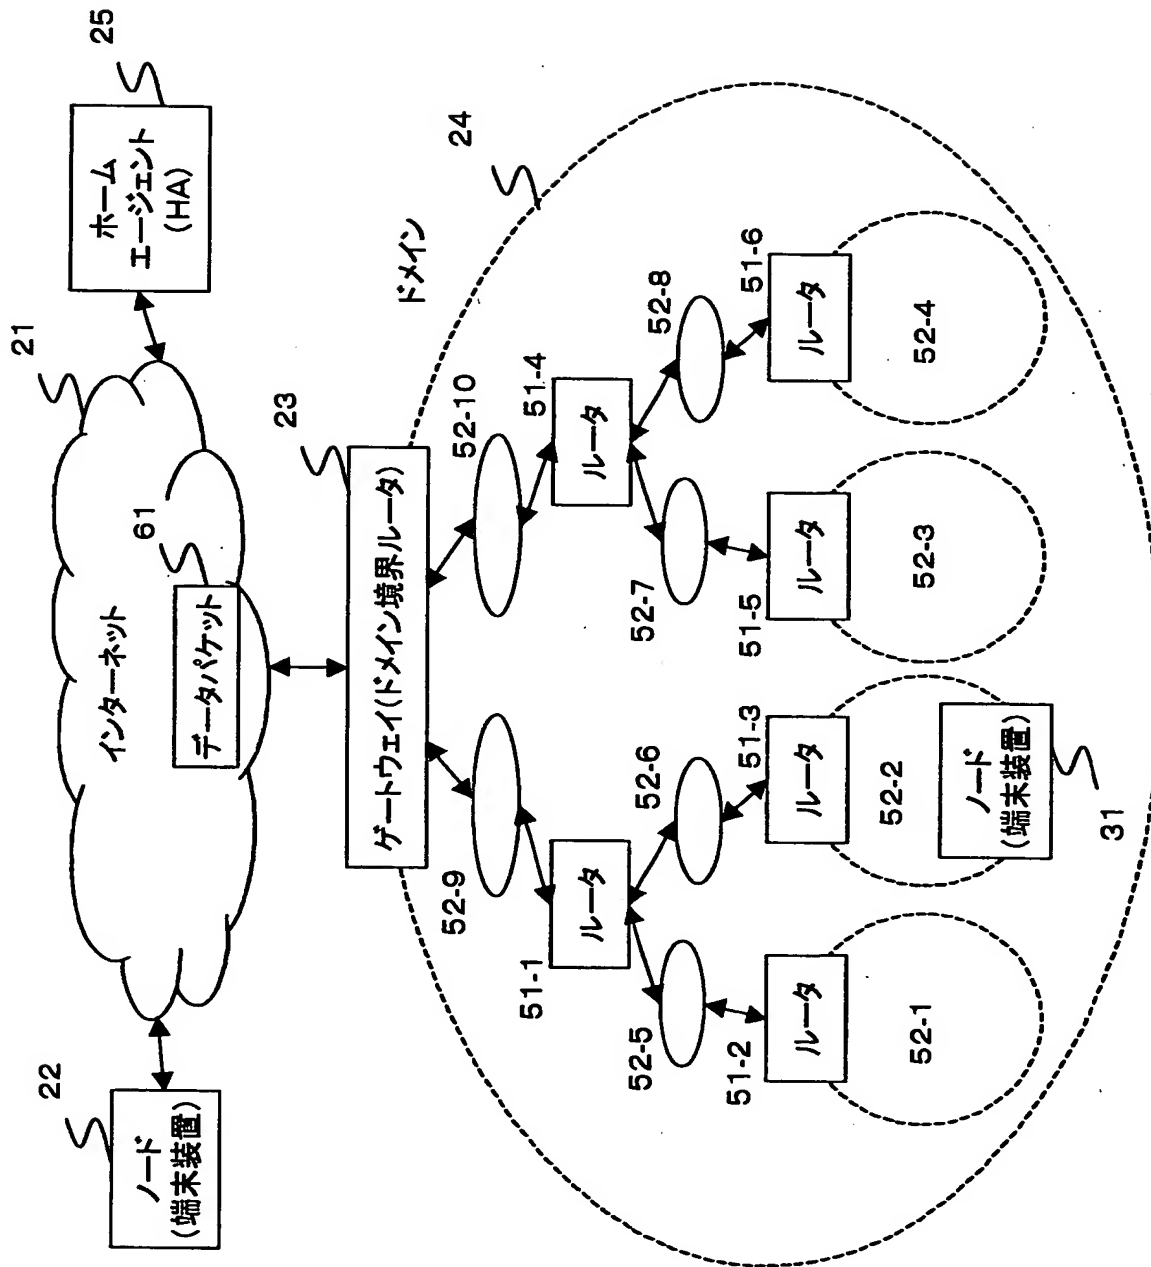 22
ノード
(端末装置)
21
インターネット
61
データパケット
25
ホーム
エージェント
(HA)
23
ゲートウェイ(ドメイン境界ルータ)
ドメイン
24
52-9
52-10
51-1
ルータ
51-4
ルータ
52-5
52-6
52-7
52-8
51-2
ルータ
51-3
ルータ
51-5
ルータ
51-6
ルータ
52-1
52-2
52-3
52-4
ノード
(端末装置)
31